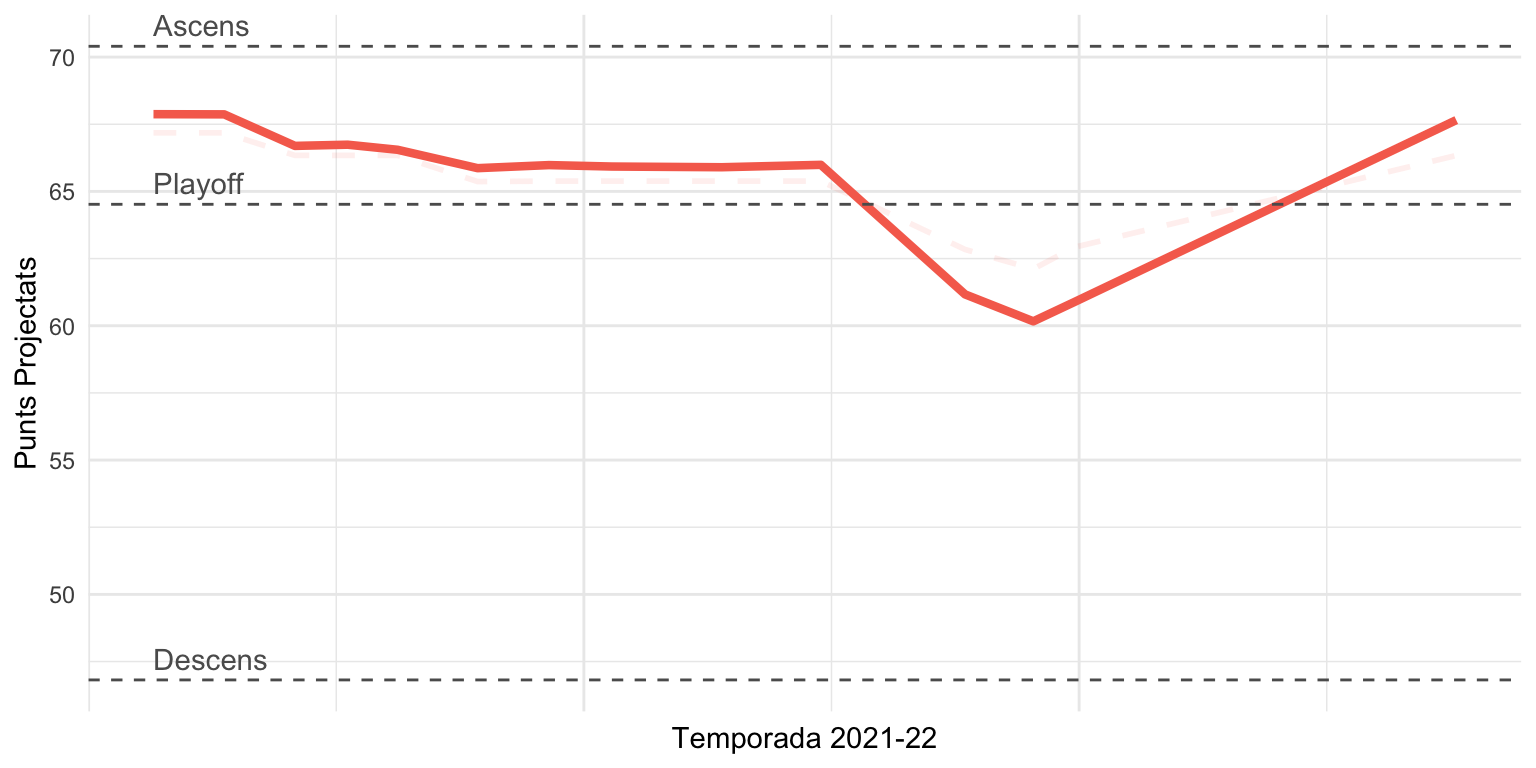 Ascens
70
Playoff
65
60
55
50
Descens
Punts Projectats
Temporada 2021-22